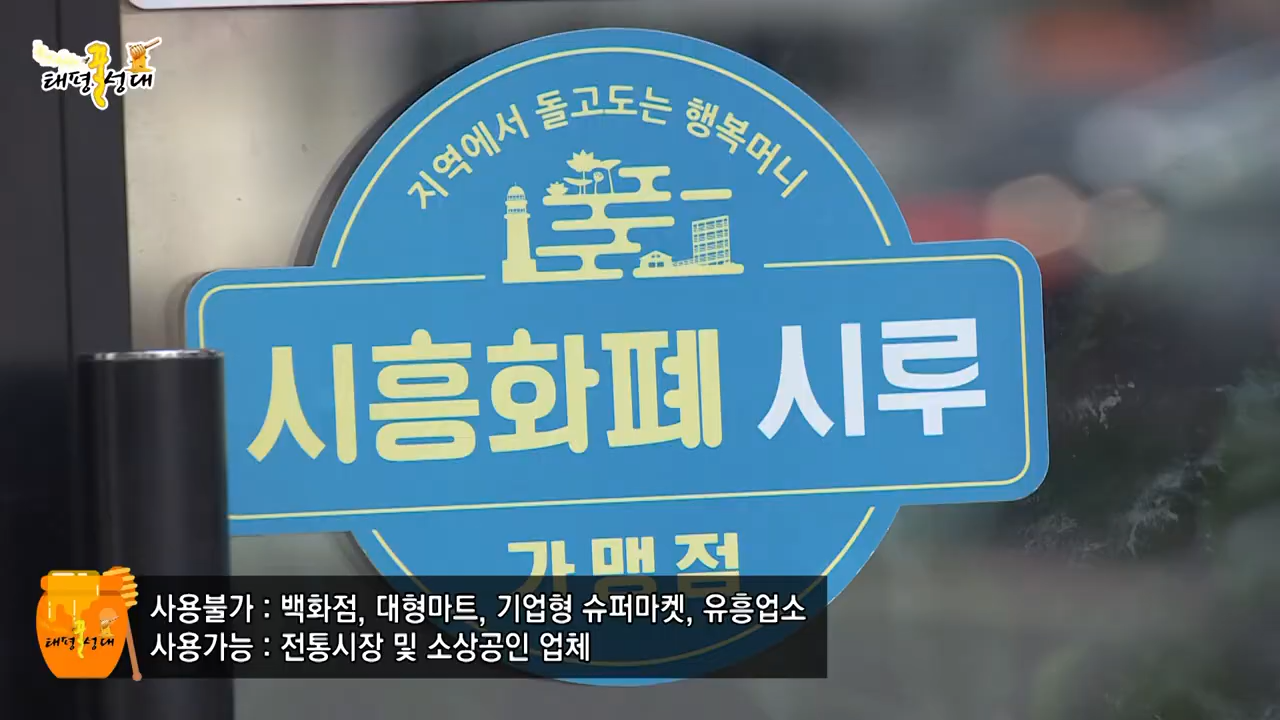 태평꿀성대
지역에서 돌고도는 행복머니
시흥화폐 시루
가맹점
사용불가 : 백화점, 대형마트, 기업형 슈퍼마켓, 유흥업소
사용가능 : 전통시장 및 소상공인 업체
태평꿀성대